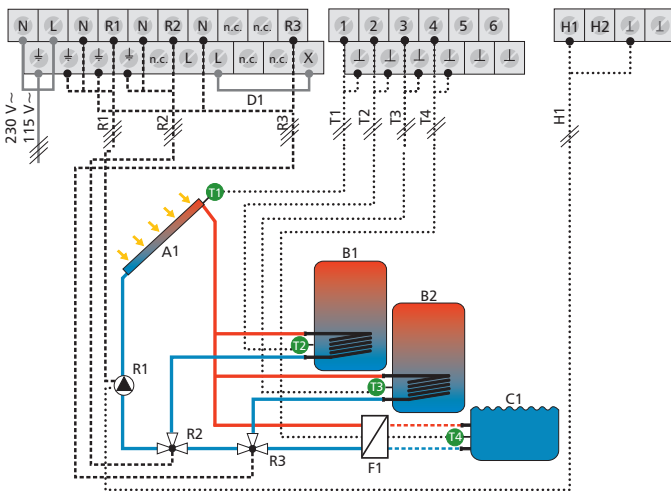 N L N R1 N R2 N n.c. n.c. R3
n.c. L L n.c. n.c. X
1 2 3 4 5 6
H1 H2
D1
230 V~
115 V~
R1
R2
R3
T1
T2
T3
T4
H1
T1
A1
B1
B2
T2
T3
C1
T4
R1
R2
R3
F1